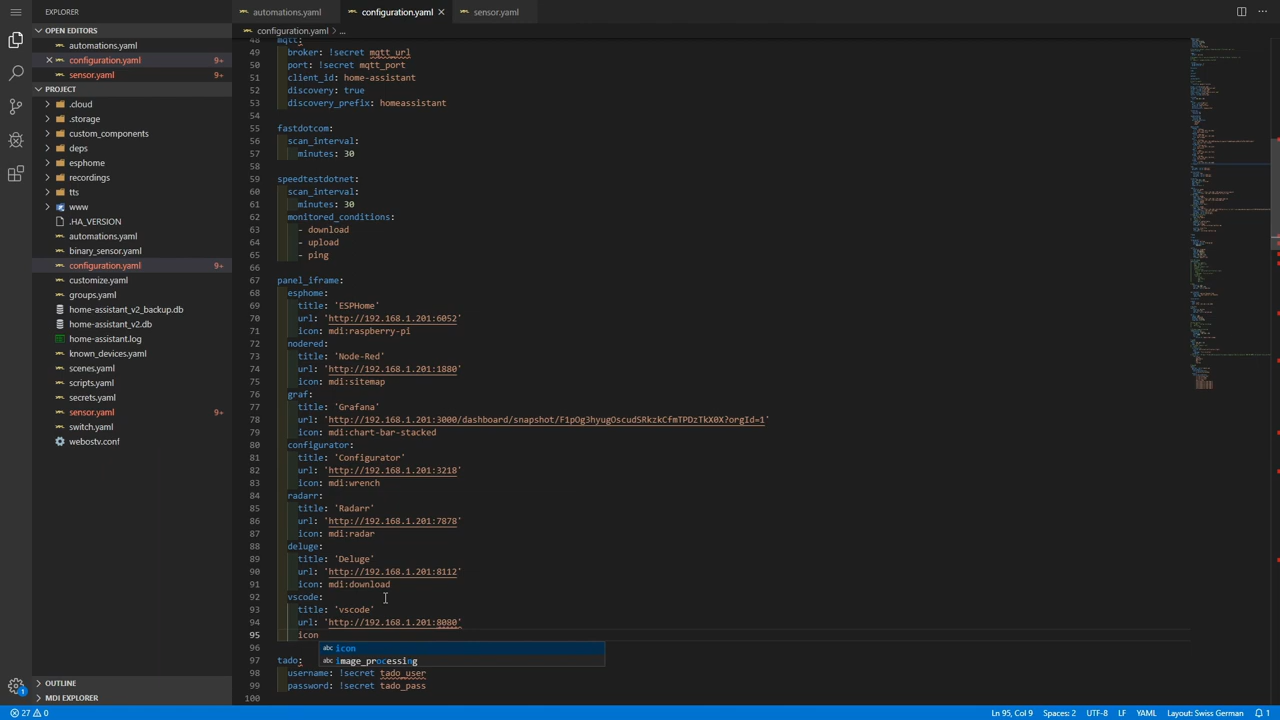 EXPLORER
automations.yaml
configuration.yaml
sensor.yaml
OPEN EDITORS
automations.yaml
configuration.yaml 9+
sensor.yaml 9+
PROJECT
.cloud
.storage
custom_components
deps
esphome
recordings
tts
www
.HA_VERSION
automations.yaml
binary_sensor.yaml
configuration.yaml 9+
customize.yaml
groups.yaml
home-assistant_v2_backup.db
home-assistant_v2.db
home-assistant.log
known_devices.yaml
scenes.yaml
scripts.yaml
secrets.yaml
sensor.yaml 9+
switch.yaml
webostv.conf
OUTLINE
MDI EXPLORER
configuration.yaml > ...
48 mqtt:
49 broker: !secret mqtt_url
50 port: !secret mqtt_port
51 client_id: home-assistant
52 discovery: true
53 discovery_prefix: homeassistant
54
55 fastdotcom:
56 scan_interval:
57 minutes: 30
58
59 speedtestdotnet:
60 scan_interval:
61 minutes: 30
62 monitored_conditions:
63 - download
64 - upload
65 - ping
66
67 panel_iframe:
68 esphome:
69 title: 'ESPHome'
70 url: 'http://192.168.1.201:6052'
71 icon: mdi:raspberry-pi
72 nodered:
73 title: 'Node-Red'
74 url: 'http://192.168.1.201:1880'
75 icon: mdi:sitemap
76 graf:
77 title: 'Grafana'
78 url: 'http://192.168.1.201:3000/dashboard/snapshot/F1pOg3hyugOscudSRkzkCfmTPDzTkX0X?orgId=1'
79 icon: mdi:chart-bar-stacked
80 configurator:
81 title: 'Configurator'
82 url: 'http://192.168.1.201:3218'
83 icon: mdi:wrench
84 radarr:
85 title: 'Radarr'
86 url: 'http://192.168.1.201:7878'
87 icon: mdi:radar
88 deluge:
89 title: 'Deluge'
90 url: 'http://192.168.1.201:8112'
91 icon: mdi:download
92 vscode:
93 title: 'vscode'
94 url: 'http://192.168.1.201:8080'
95 icon
abc icon
abc image_processing
96
97 tado:
98 username: !secret tado_user
99 password: !secret tado_pass
100
27 0
Ln 95, Col 9
Spaces: 2
UTF-8
LF
YAML
Layout: Swiss German
1